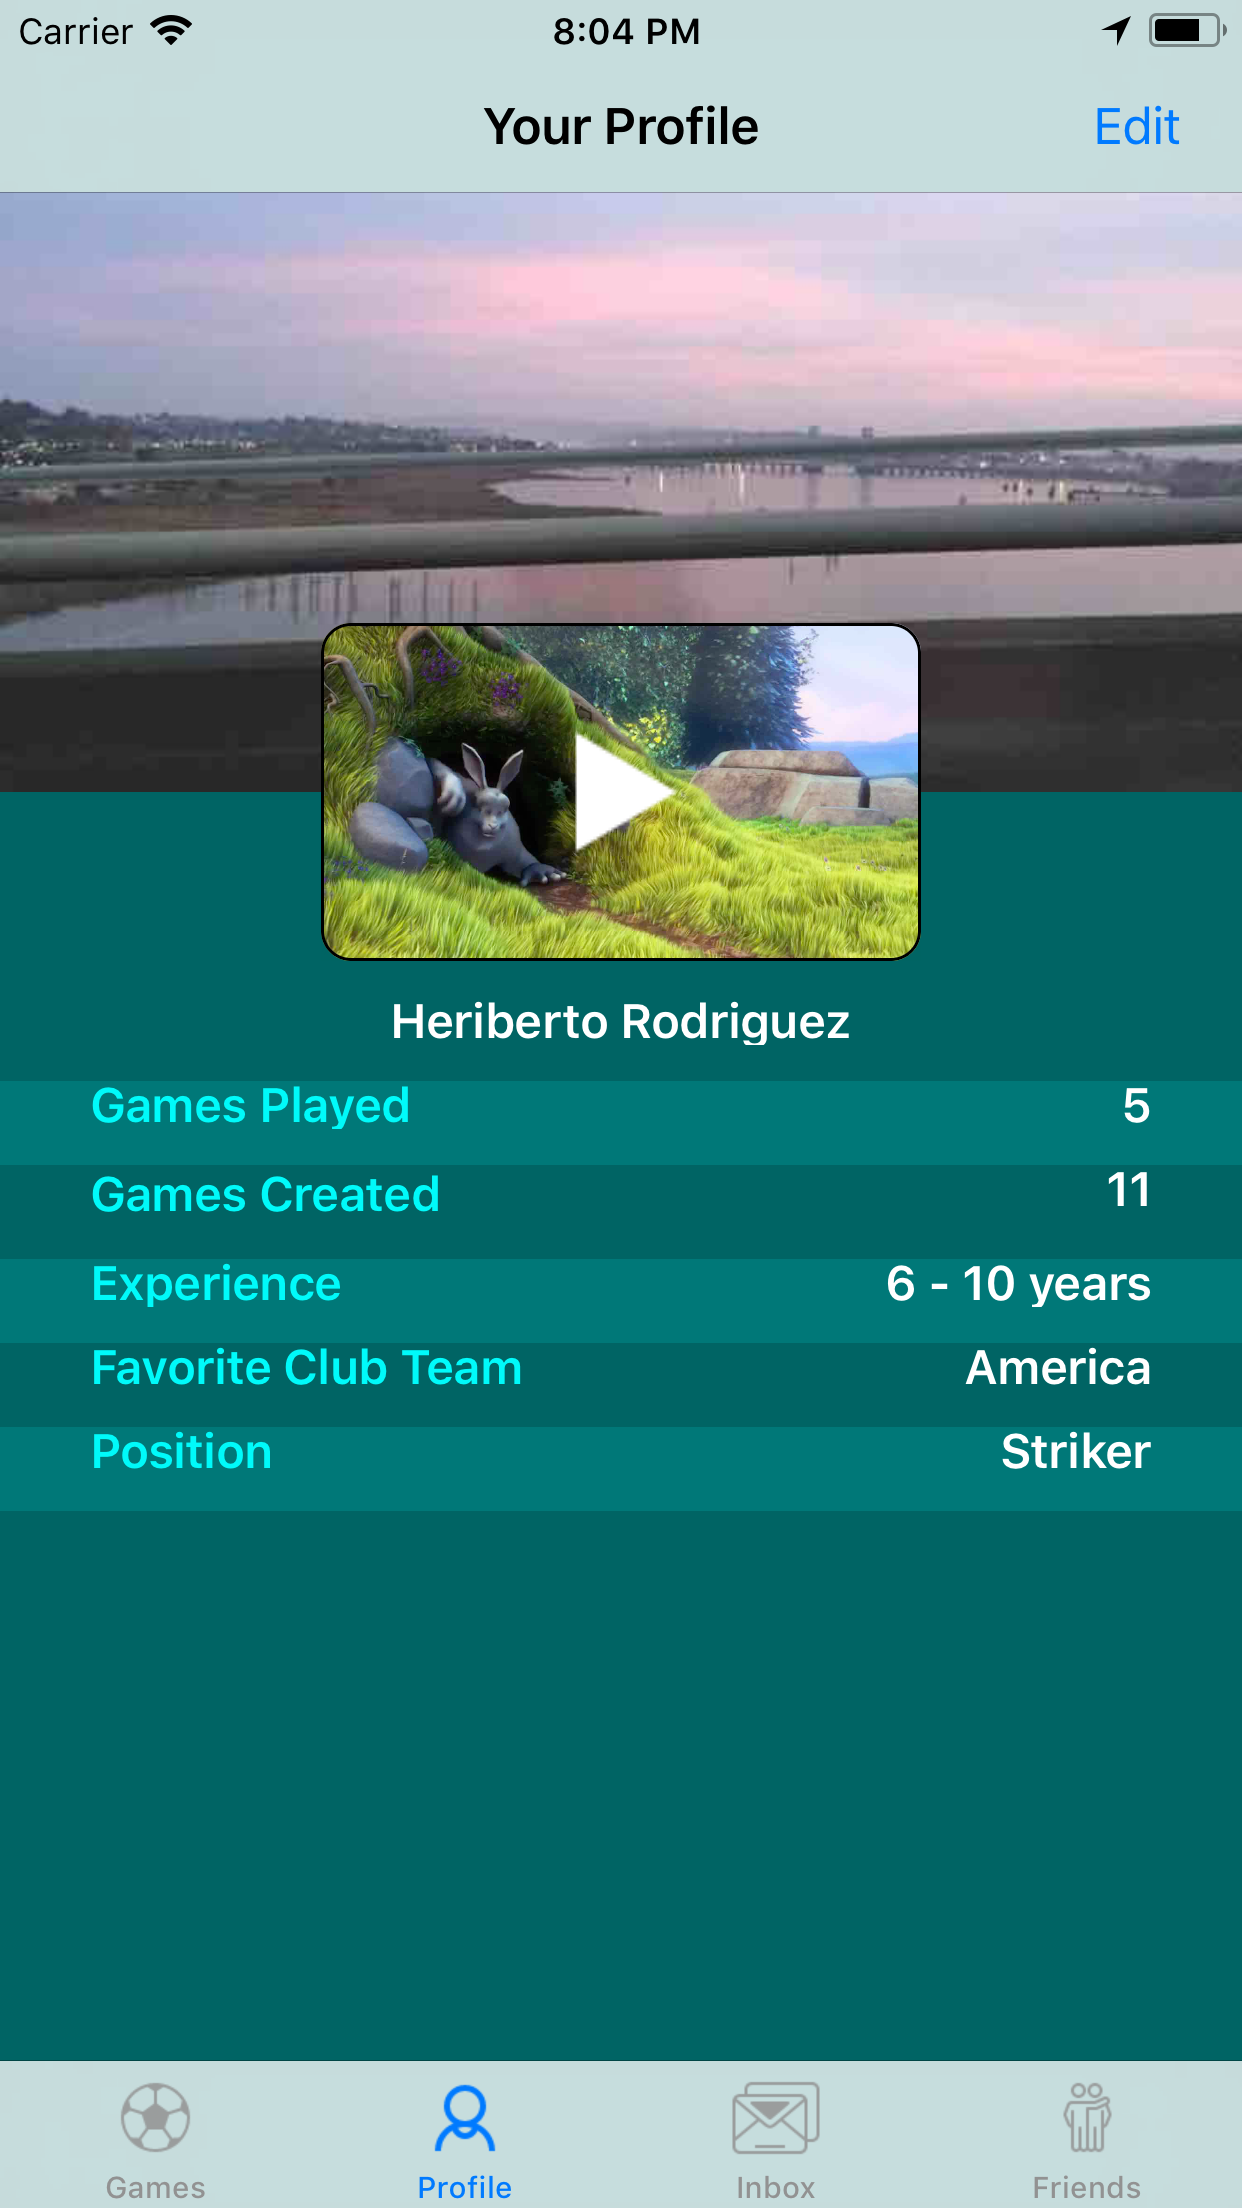 Carrier 8:04 PM
Your Profile Edit
Heriberto Rodriguez
Games Played 5
Games Created 11
Experience 6 - 10 years
Favorite Club Team America
Position Striker
Games Profile Inbox Friends